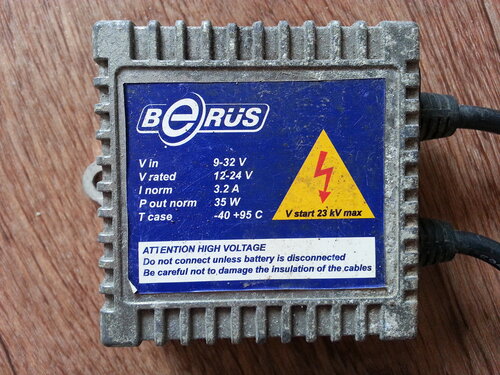 BeRÜS
V in 9-32 V
V rated 12-24 V
I norm 3.2 A
P out norm 35 W
T case -40 +95 C
V start 23 kV max
ATTENTION HIGH VOLTAGE
Do not connect unless battery is disconnected
Be careful not to damage the insulation of the cables